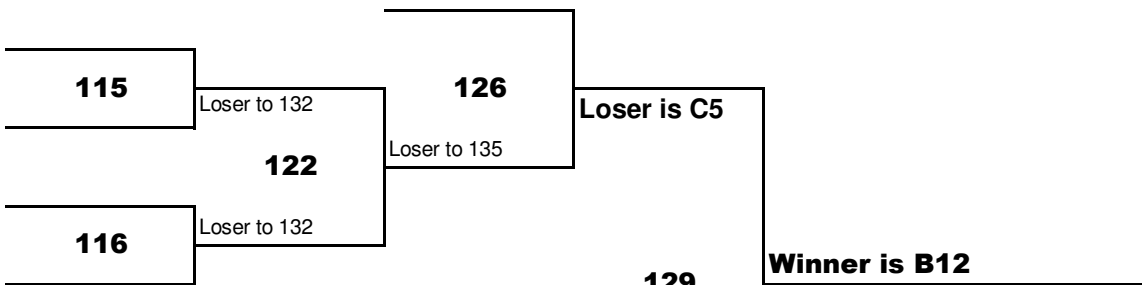 115
Loser to 132
126
Loser is C5
122
Loser to 135
116
Loser to 132
129
Winner is B12